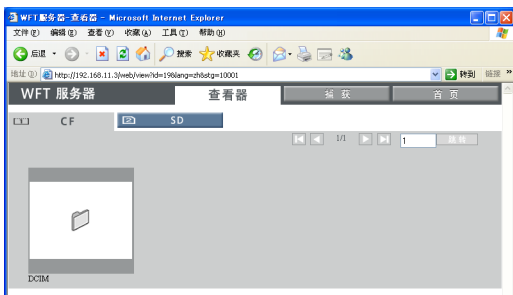 WFT服务器-查看器 - Microsoft Internet Explorer
文件(F) 编辑(E) 查看(V) 收藏(A) 工具(T) 帮助(H)
后退 搜索 收藏夹
地址(D) http://192.168.11.3/web/view?id=196lang=zh&stg=10001 转到 链接 »
WFT 服务器 查看器 捕获 首页
CF SD
1/1 1 跳转
DCIM